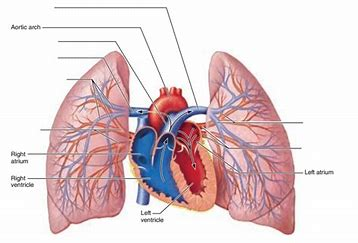 Aortic arch
Right
atrium
Right
ventricle
Left atrium
Left
ventricle